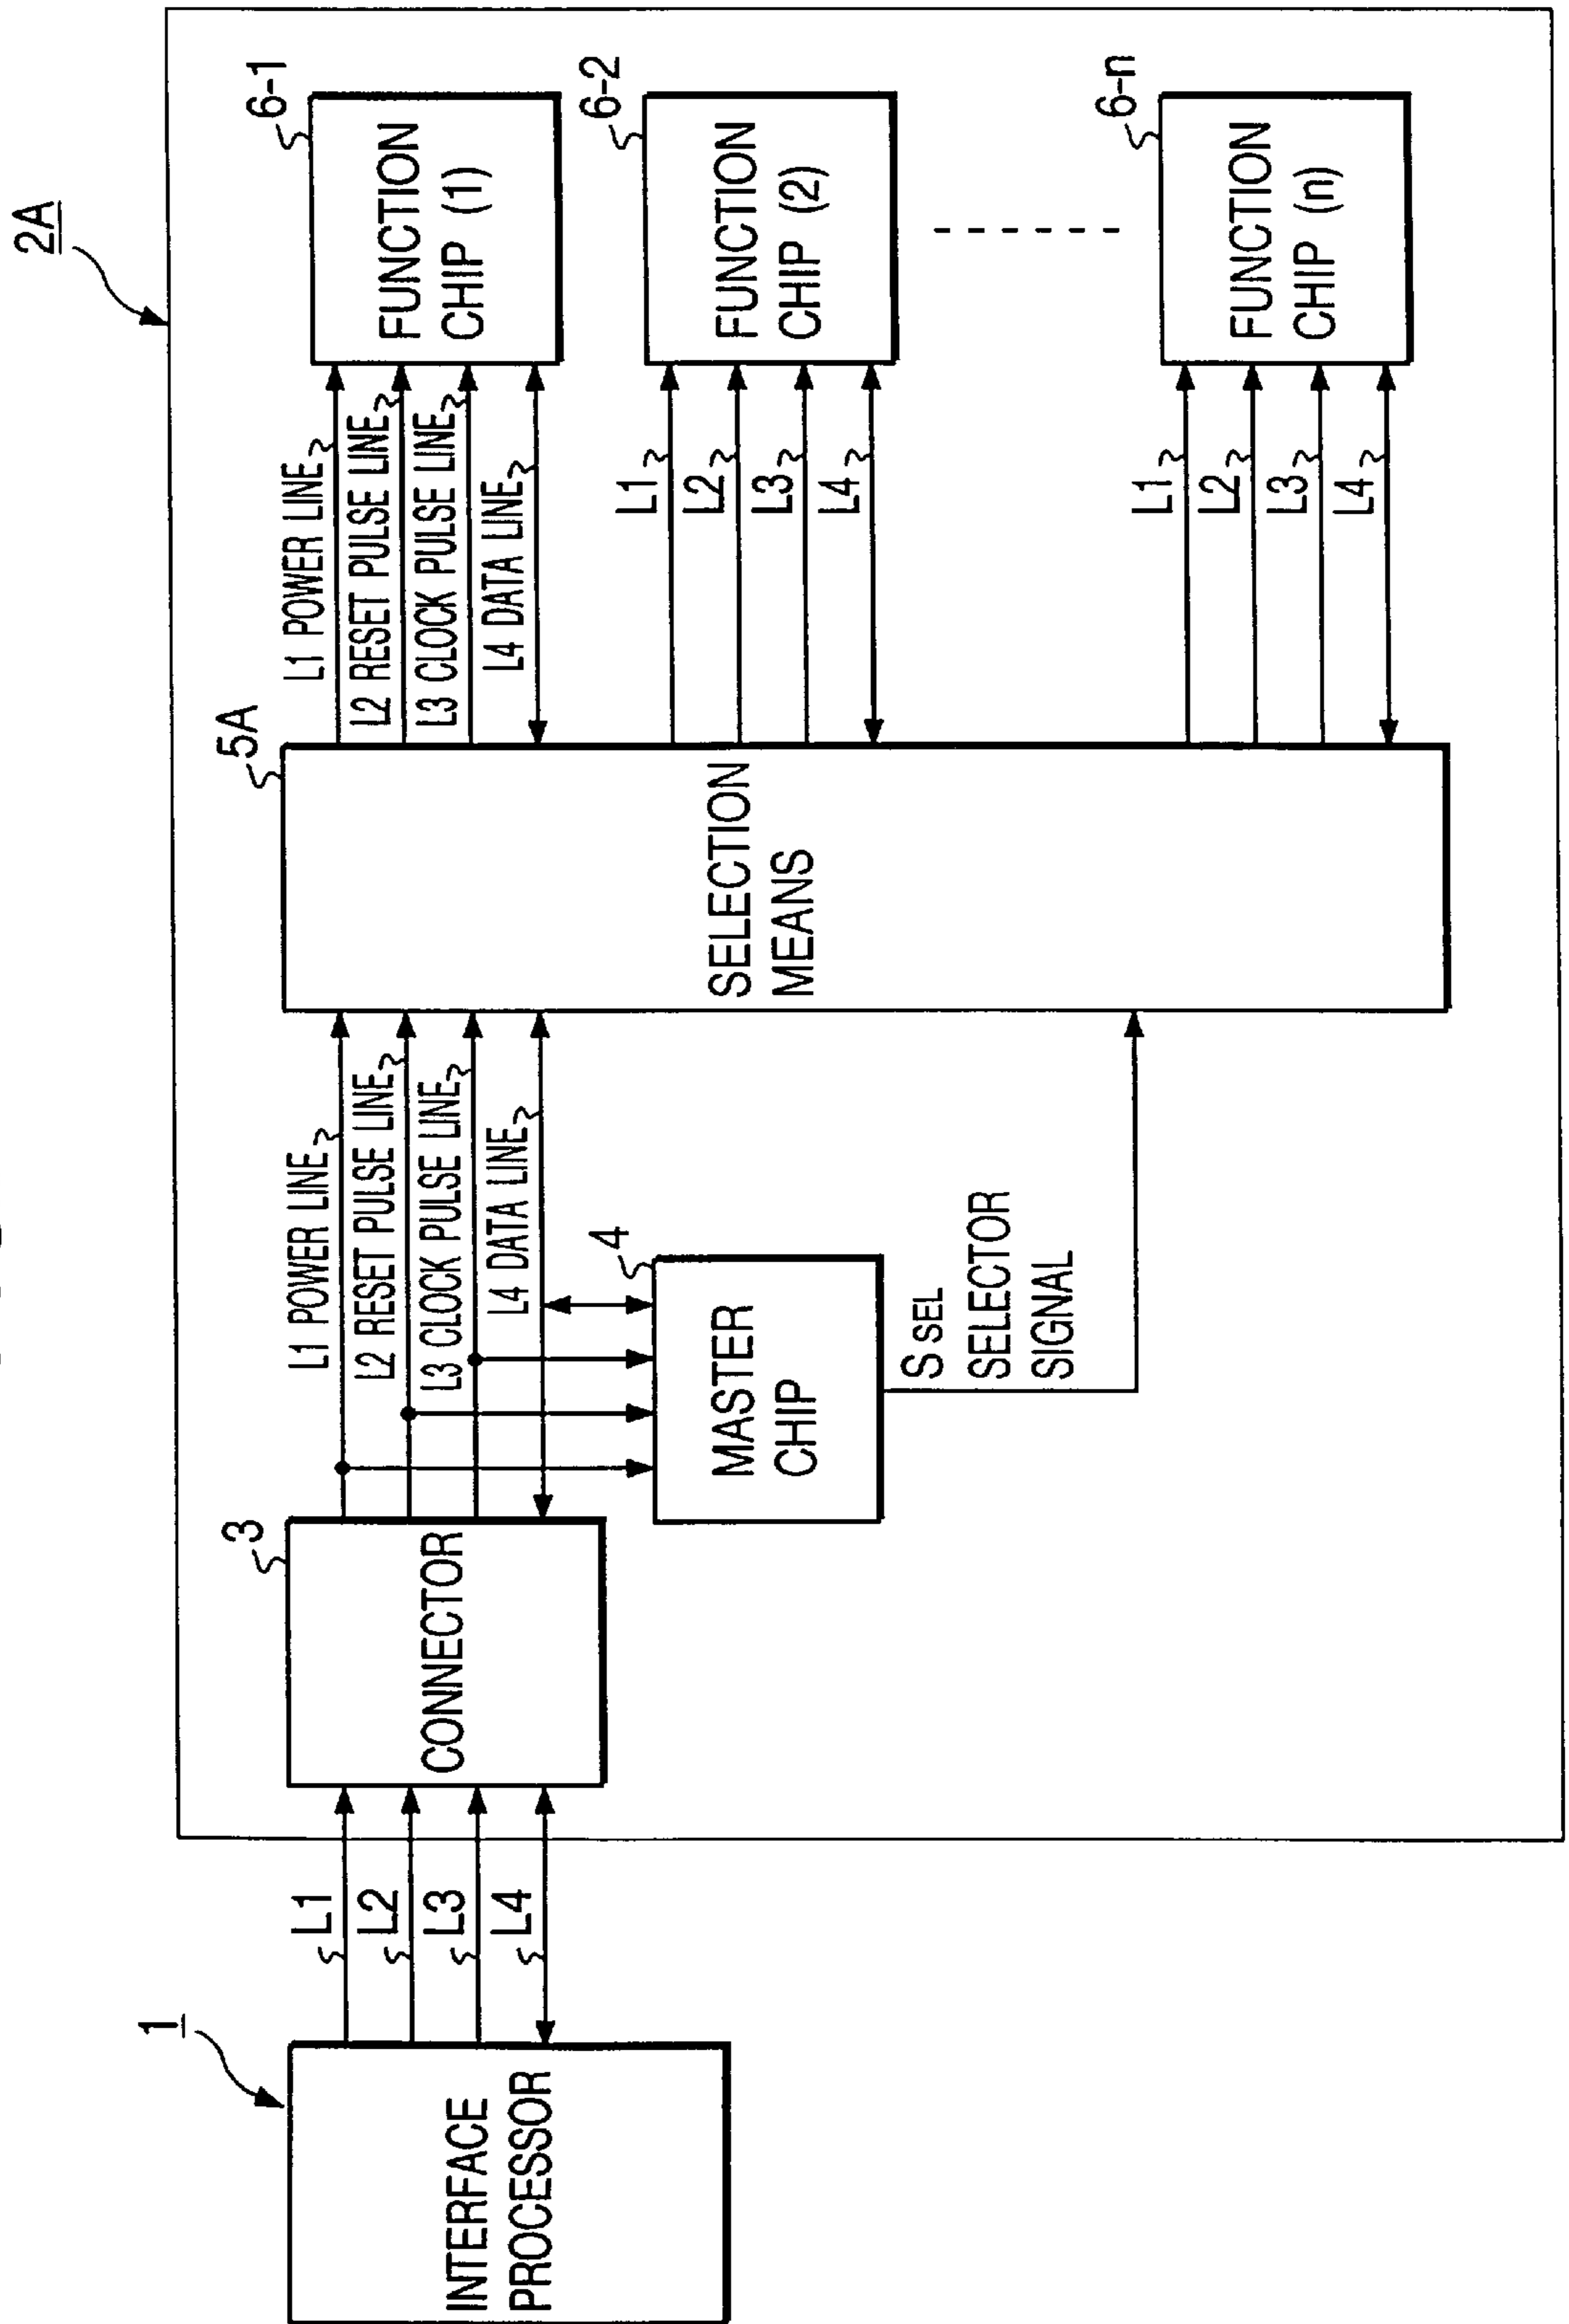 2A
1
INTERFACE
PROCESSOR
L1
L2
L3
L4
3
CONNECTOR
L1 POWER LINE
L2 RESET PULSE LINE
L3 CLOCK PULSE LINE
L4 DATA LINE
4
MASTER
CHIP
SSEL
SELECTOR
SIGNAL
5A
SELECTION
MEANS
L1 POWER LINE
L2 RESET PULSE LINE
L3 CLOCK PULSE LINE
L4 DATA LINE
6-1
FUNCTION
CHIP (1)
L1
L2
L3
L4
6-2
FUNCTION
CHIP (2)
L1
L2
L3
L4
6-n
FUNCTION
CHIP (n)